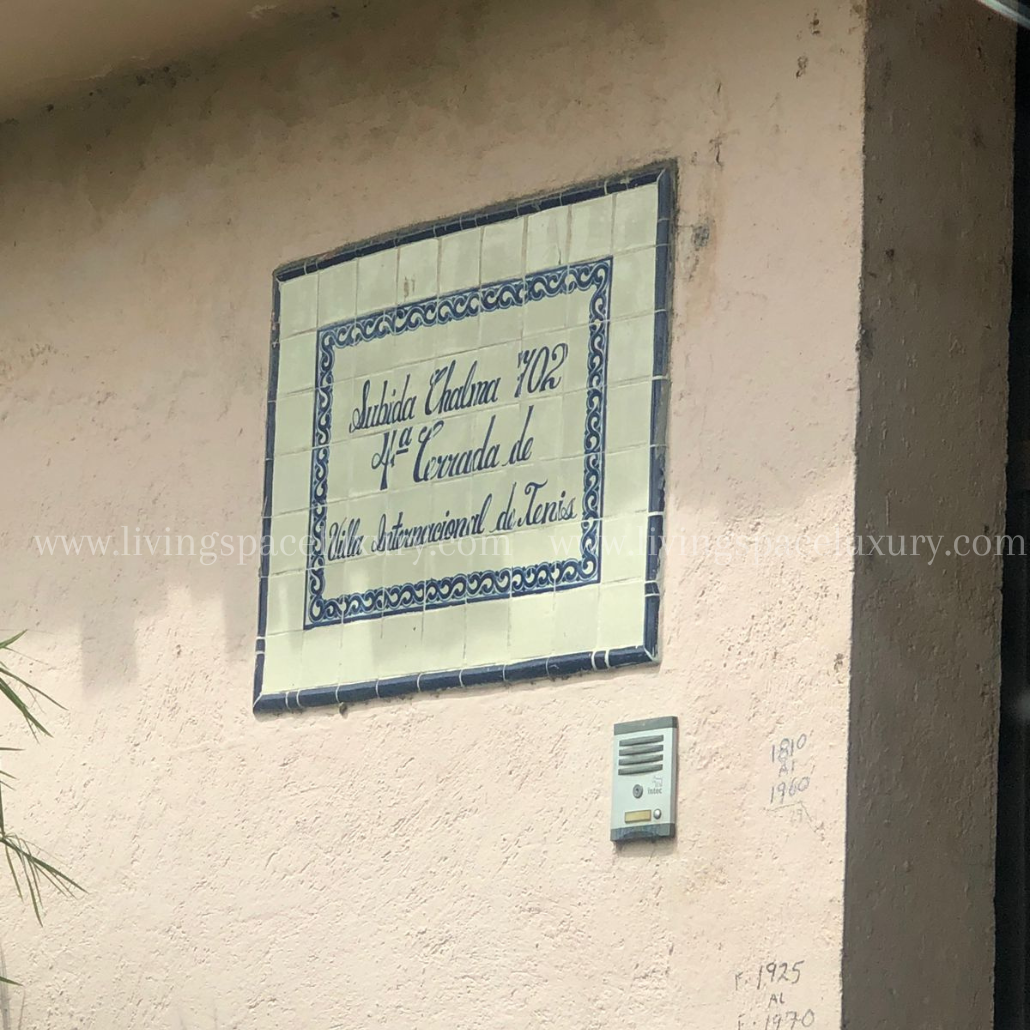 Subida Chalma 702
4ª Cerrada de
Villa Internacional de Tenis
www.livingspaceluxury.com www.livingspaceluxury.com
intec
1810
AL
1960
F. 1925
AL
F. 1970